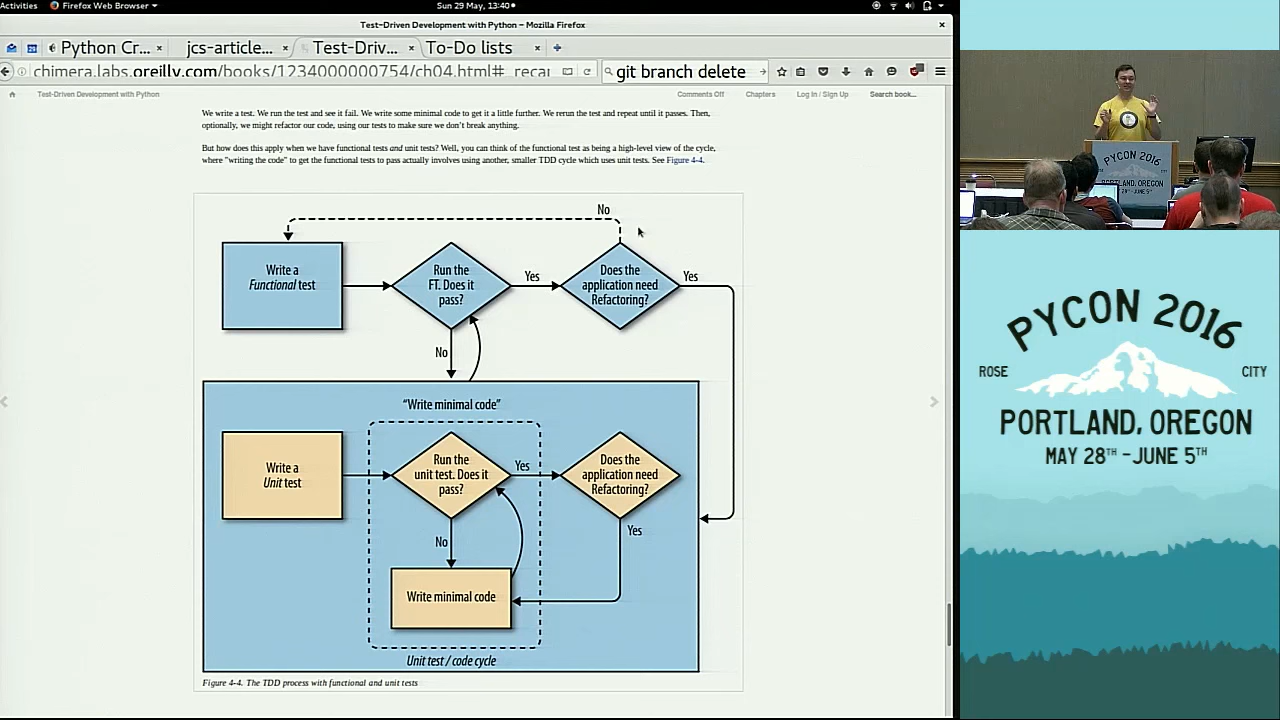 Activities
Firefox Web Browser
Sun 29 May, 13:40
Test-Driven Development with Python – Mozilla Firefox
Python Cr...
jcs-article...
Test-Driv...
To-Do lists
chimera.labs.oreilly.com/books/1234000000754/ch04.html#_recap
git branch delete
Test-Driven Development with Python
Comments Off
Chapters
Log In / Sign Up
Search book...
We write a test. We run the test and see it fail. We write some minimal code to get it a little further. We rerun the test and repeat until it passes. Then,
optionally, we might refactor our code, using our tests to make sure we don't break anything.
But how does this apply when we have functional tests and unit tests? Well, you can think of the functional test as being a high-level view of the cycle,
where "writing the code" to get the functional tests to pass actually involves using another, smaller TDD cycle which uses unit tests. See Figure 4-4.
No
Write a
Functional test
Run the
FT. Does it
pass?
Yes
Does the
application need
Refactoring?
Yes
No
"Write minimal code"
Write a
Unit test
Run the
unit test. Does it
pass?
Yes
Does the
application need
Refactoring?
Yes
No
Write minimal code
Unit test / code cycle
Figure 4-4. The TDD process with functional and unit tests
PYCON 2016
PORTLAND, OREGON
PYCON 2016
ROSE
CITY
PORTLAND, OREGON
MAY 28TH -JUNE 5TH